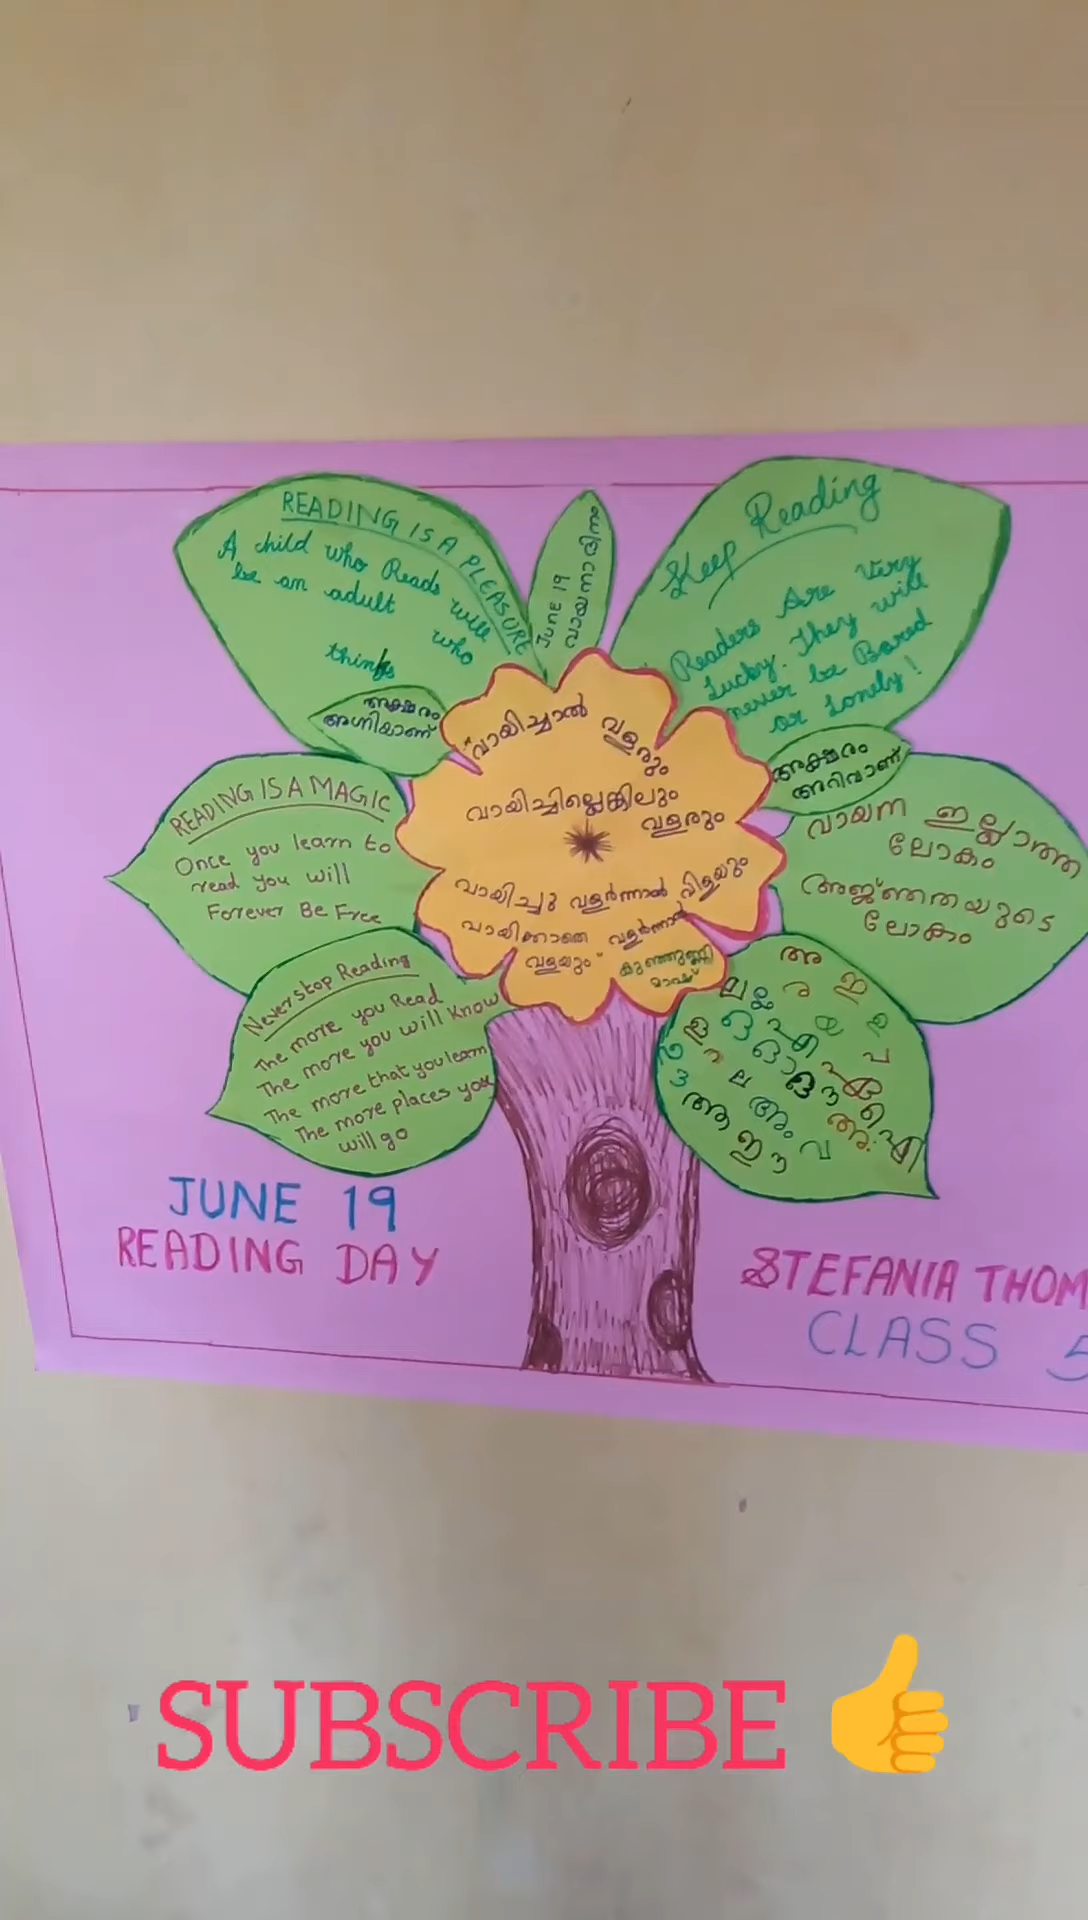 READING IS A PLEASURE
A child who Reads will
be an adult who
thinks
JUNE 19
വായനാദിനം
Keep Reading
Readers Are Very
Lucky. They will
never be Bored
or Lonely!
അക്ഷരം
അഗ്നിയാണ്
അക്ഷരം
അറിവാണ്
"വായിച്ചാൽ വളരും
വായിച്ചില്ലെങ്കിലും
വളരും
വായിച്ചു വളർന്നാൽ വിളയും
വായിക്കാതെ വളർന്നാൽ
വളയും"
കുഞ്ഞുണ്ണി
മാഷ്
READING IS A MAGIC
Once you learn to
read you will
Forever Be Free
വായന ഇല്ലാത്ത
ലോകം
അജ്ഞതയുടെ
ലോകം
Never stop Reading
The more you Read
The more you will Know
The more that you learn
The more places you
will go
അ ഇ
ആ അം വ അഃ
ഈ
JUNE 19
READING DAY
STEFANIA THOM
CLASS 5
SUBSCRIBE 👍